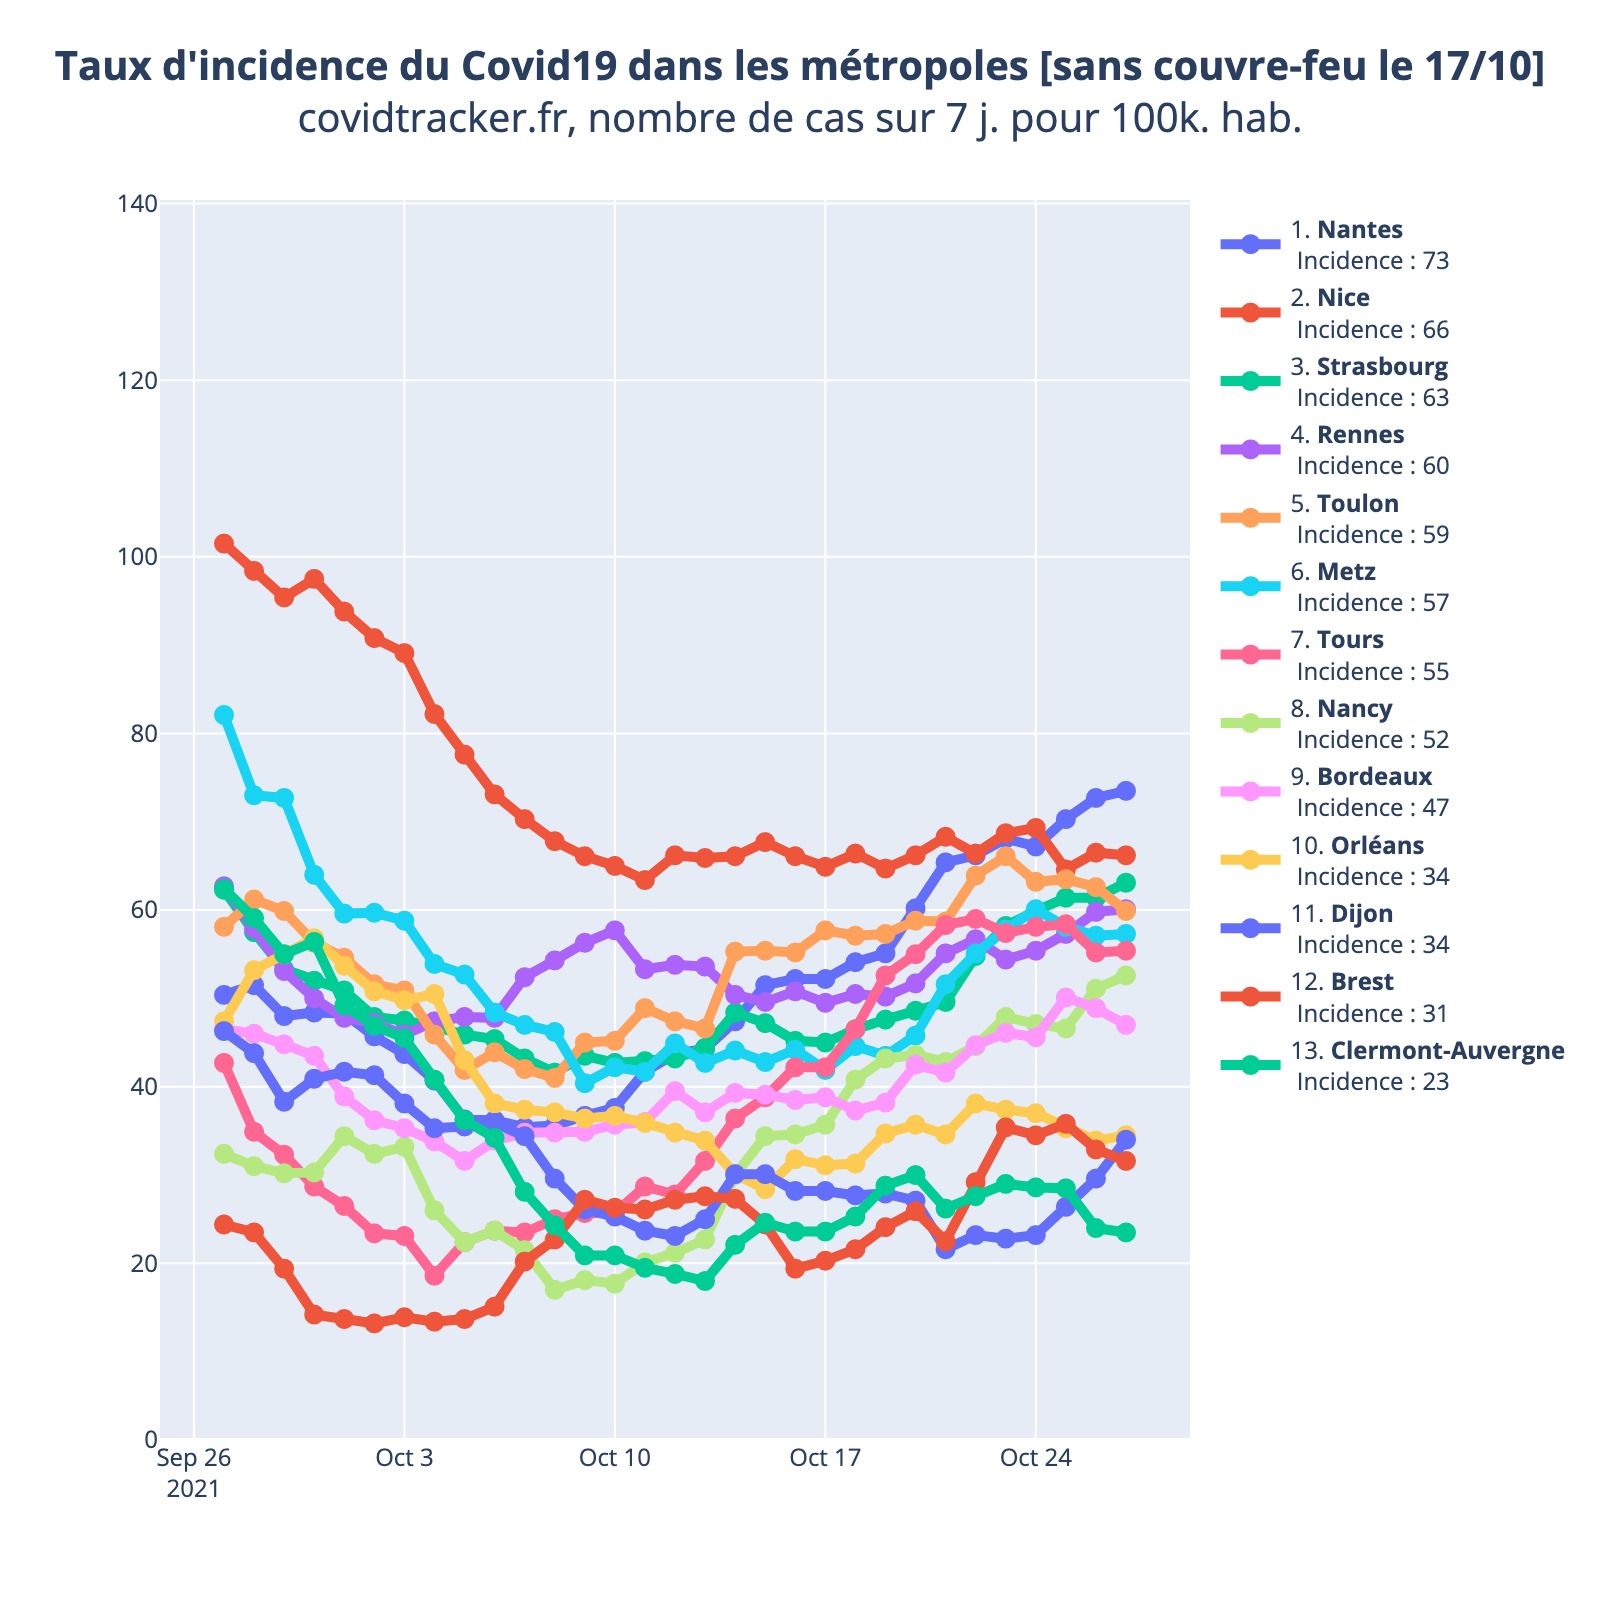 Taux d'incidence du Covid19 dans les métropoles [sans couvre-feu le 17/10]
covidtracker.fr, nombre de cas sur 7 j. pour 100k. hab.
140
120
100
80
60
40
20
0
Sep 26
2021
Oct 3
Oct 10
Oct 17
Oct 24
1. Nantes
Incidence : 73
2. Nice
Incidence : 66
3. Strasbourg
Incidence : 63
4. Rennes
Incidence : 60
5. Toulon
Incidence : 59
6. Metz
Incidence : 57
7. Tours
Incidence : 55
8. Nancy
Incidence : 52
9. Bordeaux
Incidence : 47
10. Orléans
Incidence : 34
11. Dijon
Incidence : 34
12. Brest
Incidence : 31
13. Clermont-Auvergne
Incidence : 23